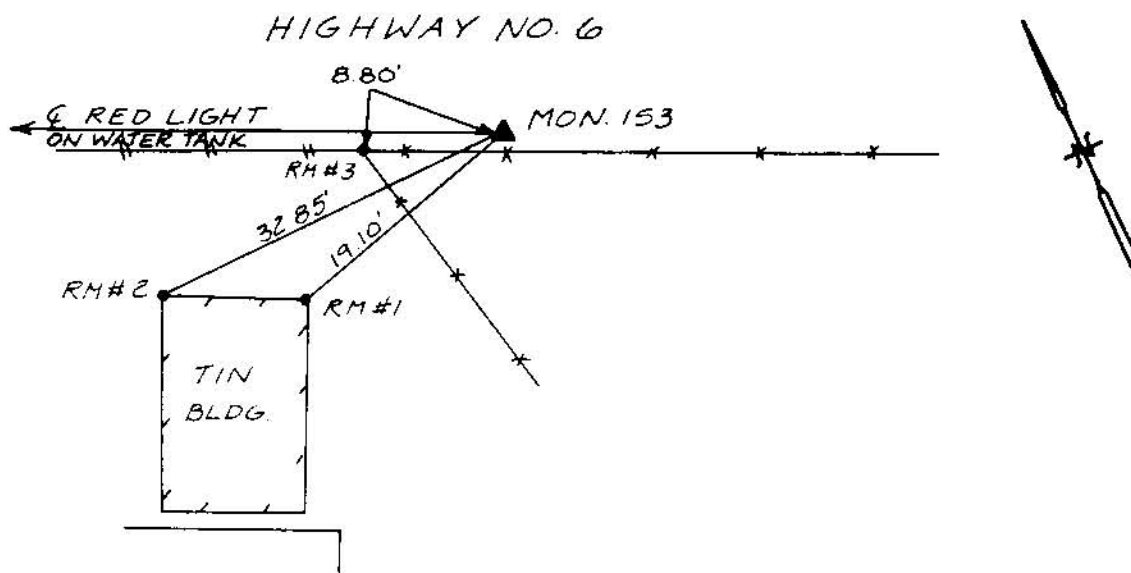 HIGHWAY NO. 6
8.80'
℄ RED LIGHT
ON WATER TANK
MON. 153
RM #3
32.85'
19.10'
RM #2
RM #1
TIN
BLDG.